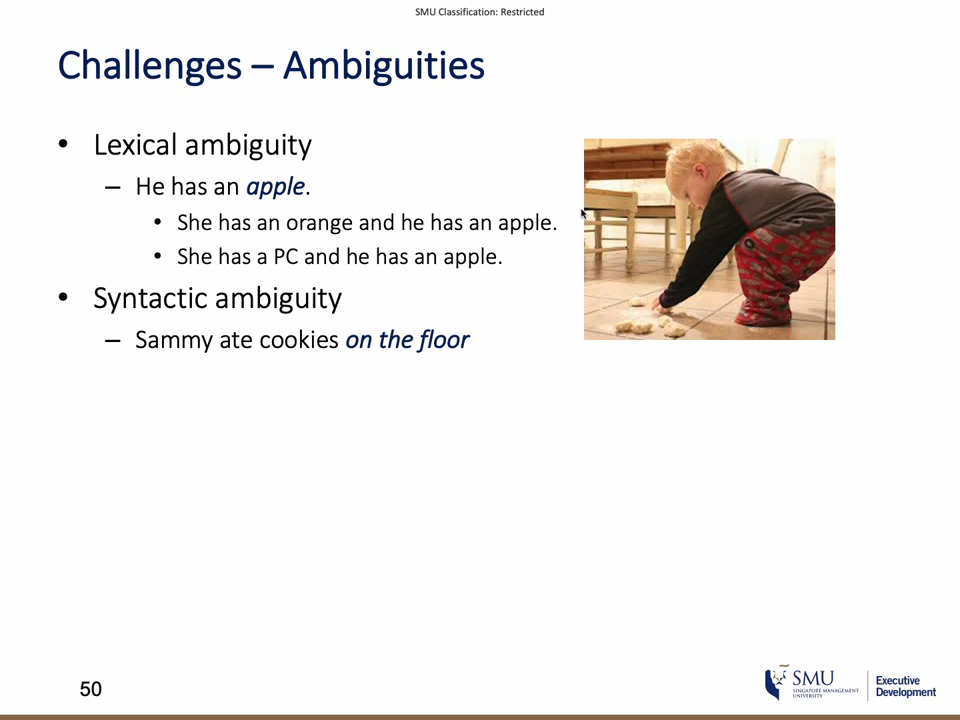 SMU Classification: Restricted
Challenges – Ambiguities
• Lexical ambiguity
– He has an apple.
• She has an orange and he has an apple.
• She has a PC and he has an apple.
• Syntactic ambiguity
– Sammy ate cookies on the floor
50
SMU
SINGAPORE MANAGEMENT
UNIVERSITY
Executive
Development